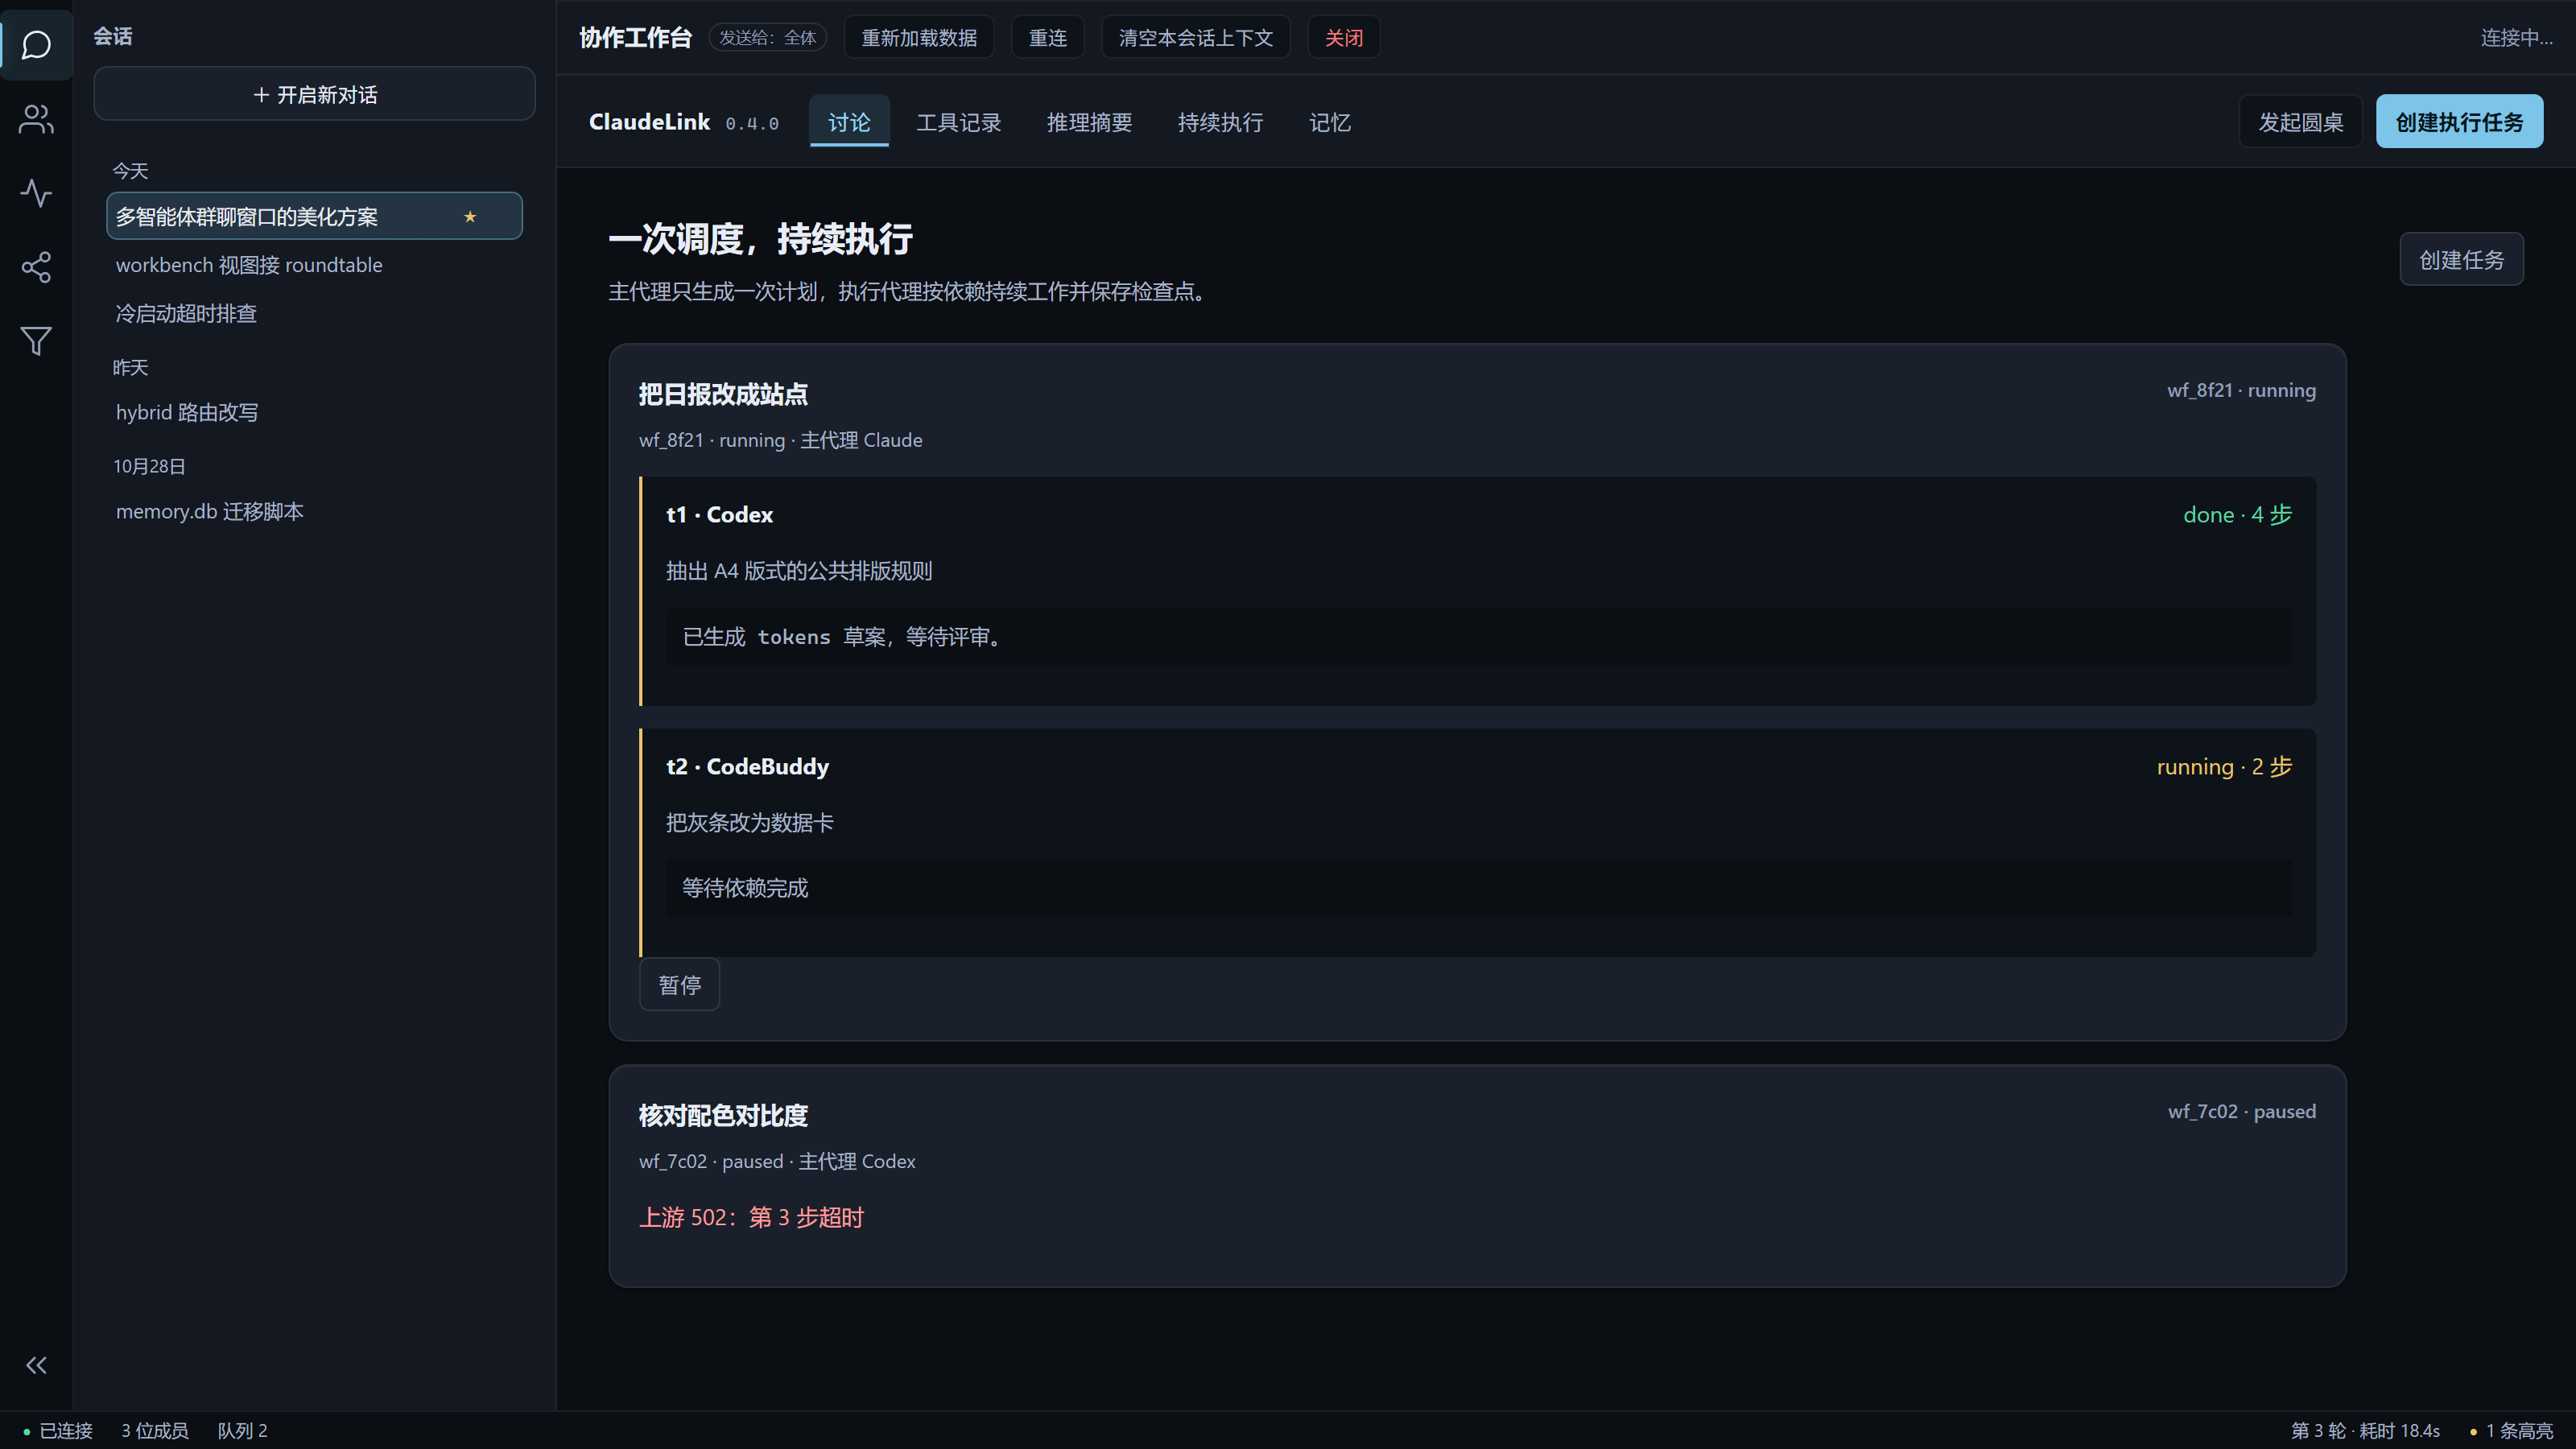 会话
+ 开启新对话
今天
多智能体群聊窗口的美化方案 ★
workbench 视图接 roundtable
冷启动超时排查
昨天
hybrid 路由改写
10月28日
memory.db 迁移脚本
协作工作台 发送给：全体 重新加载数据 重连 清空本会话上下文 关闭 连接中...
ClaudeLink 0.4.0 讨论 工具记录 推理摘要 持续执行 记忆 发起圆桌 创建执行任务
一次调度，持续执行
主代理只生成一次计划，执行代理按依赖持续工作并保存检查点。
创建任务
把日报改成站点 wf_8f21 · running
wf_8f21 · running · 主代理 Claude
t1 · Codex done · 4 步
抽出 A4 版式的公共排版规则
已生成 tokens 草案，等待评审。
t2 · CodeBuddy running · 2 步
把灰条改为数据卡
等待依赖完成
暂停
核对配色对比度 wf_7c02 · paused
wf_7c02 · paused · 主代理 Codex
上游 502：第 3 步超时
已连接 3 位成员 队列 2 第 3 轮 · 耗时 18.4s 1 条高亮